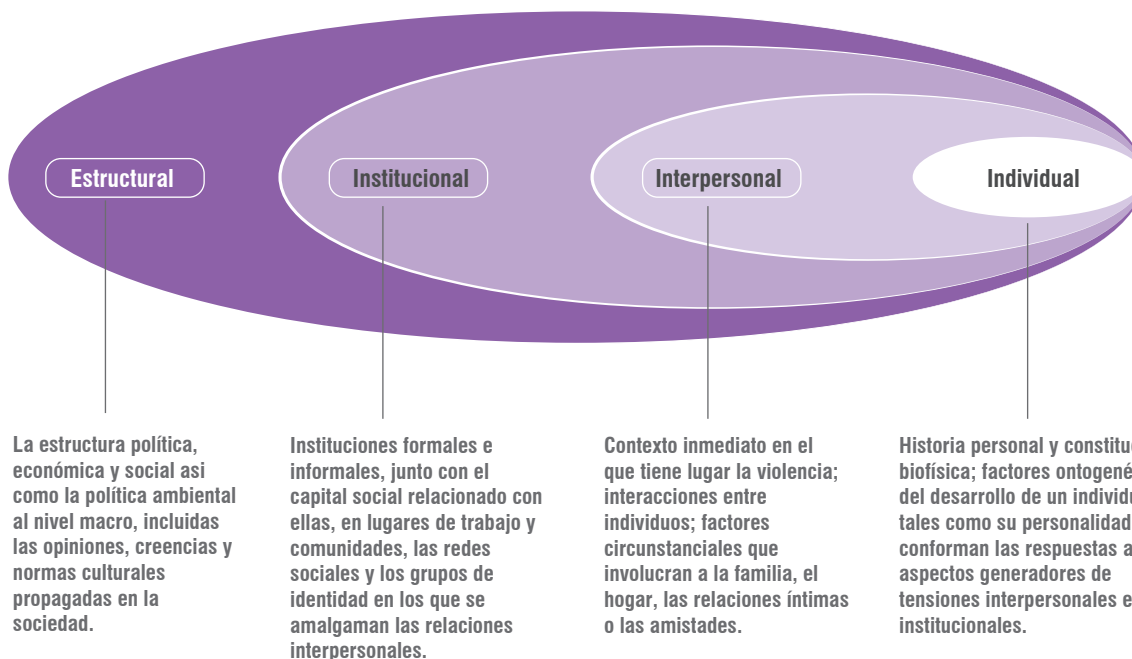 Estructural
Institucional
Interpersonal
Individual
La estructura política,
económica y social asi
como la política ambiental
al nivel macro, incluidas
las opiniones, creencias y
normas culturales
propagadas en la
sociedad.
Instituciones formales e
informales, junto con el
capital social relacionado con
ellas, en lugares de trabajo y
comunidades, las redes
sociales y los grupos de
identidad en los que se
amalgaman las relaciones
interpersonales.
Contexto inmediato en el
que tiene lugar la violencia;
interacciones entre
individuos; factores
circunstanciales que
involucran a la familia, el
hogar, las relaciones íntimas
o las amistades.
Historia personal y
biofísica; factores
del desarrollo de un
tales como su personalidad
conforman las respuestas a
aspectos generadores de
tensiones interpersonales e
institucionales.